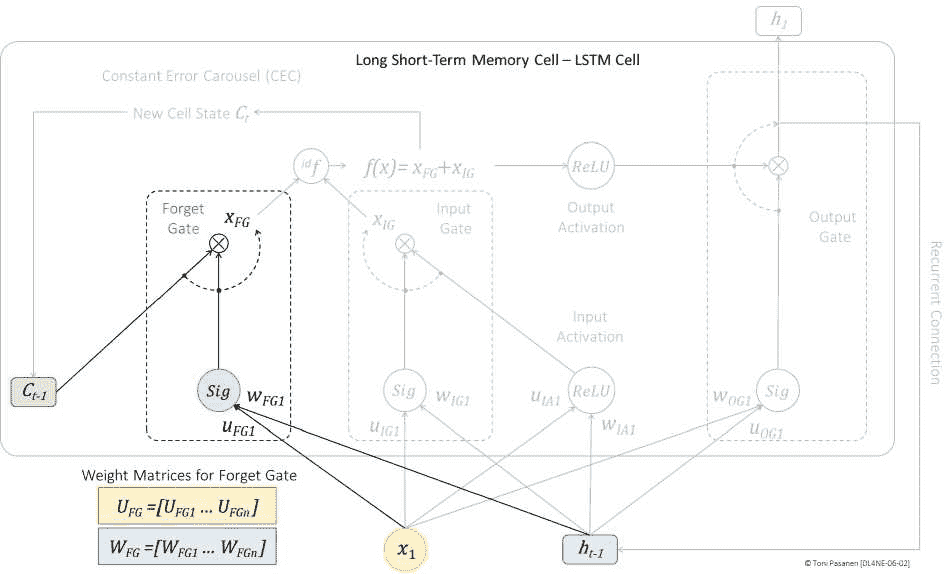 h1
Long Short-Term Memory Cell – LSTM Cell
Constant Error Carousel (CEC)
New Cell State Ct
idf
f(x)= xFG+xIG
ReLU
Forget
Gate
xFG
xIG
Input
Gate
Output
Activation
Output
Gate
Recurrent Connection
Input
Activation
Ct-1
Sig
wFG1
uFG1
Sig
wIG1
uIG1
uIA1
ReLU
wIA1
wOG1
Sig
uOG1
Weight Matrices for Forget Gate
UFG =[UFG1 ... UFGn]
WFG =[WFG1 ... WFGn]
x1
ht-1
© Toni Pasanen [DL4NE-06-02]